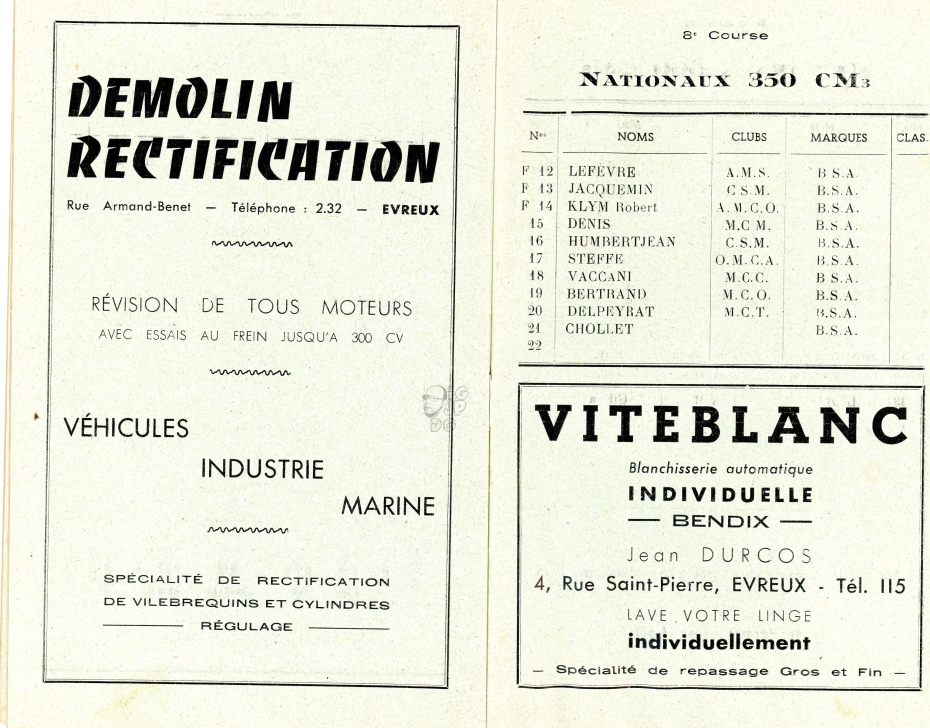 DEMOLIN
RECTIFICATION
Rue Armand-Benet — Téléphone : 2.32 — EVREUX
RÉVISION DE TOUS MOTEURS
AVEC ESSAIS AU FREIN JUSQU'A 300 CV
VÉHICULES
INDUSTRIE
MARINE
SPÉCIALITÉ DE RECTIFICATION
DE VILEBREQUINS ET CYLINDRES
RÉGULAGE
8e Course
NATIONAUX 350 CM3
Nos NOMS CLUBS MARQUES CLAS.
F 12 LEFÈVRE A.M.S. B S.A.
F 13 JACQUEMIN C S.M. B.S.A.
F 14 KLYM Robert A.M.C.O. B.S.A.
15 DENIS M.C M. B.S.A.
16 HUMBERTJEAN C.S.M. B.S.A.
17 STEFFE O.M.C.A. B.S.A.
18 VACCANI M.C.C. B S.A.
19 BERTRAND M.C.O. B.S.A.
20 DELPEYRAT M.C.T. B.S.A.
21 CHOLLET B.S.A.
22
VITEBLANC
Blanchisserie automatique
INDIVIDUELLE
— BENDIX —
Jean DURCOS
4, Rue Saint-Pierre, EVREUX - Tél. 115
LAVE VOTRE LINGE
individuellement
— Spécialité de repassage Gros et Fin —